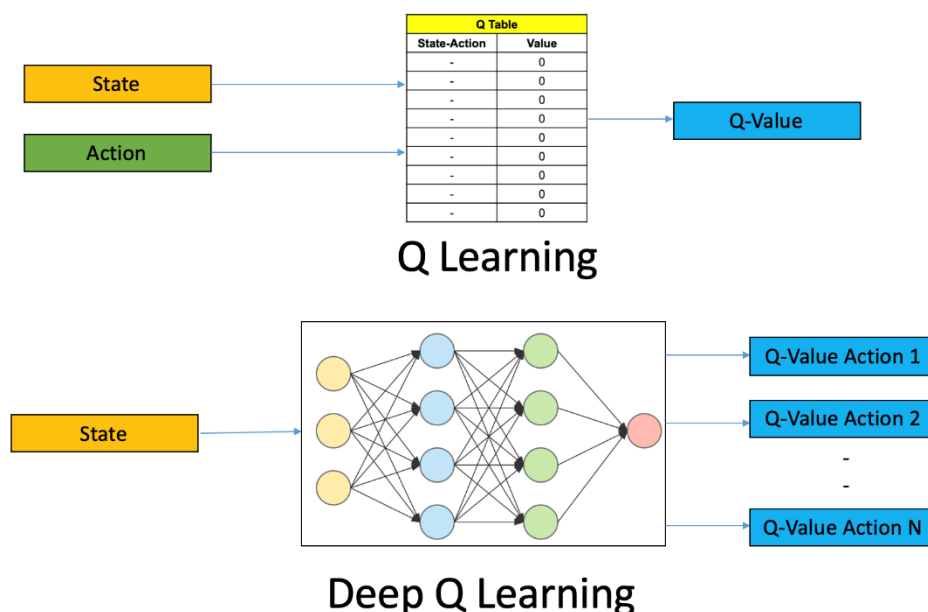 Q Table
State-Action Value
- 0
- 0
- 0
- 0
- 0
- 0
- 0
- 0
- 0
State
Action
Q-Value
Q Learning
State
Q-Value Action 1
Q-Value Action 2
-
-
Q-Value Action N
Deep Q Learning